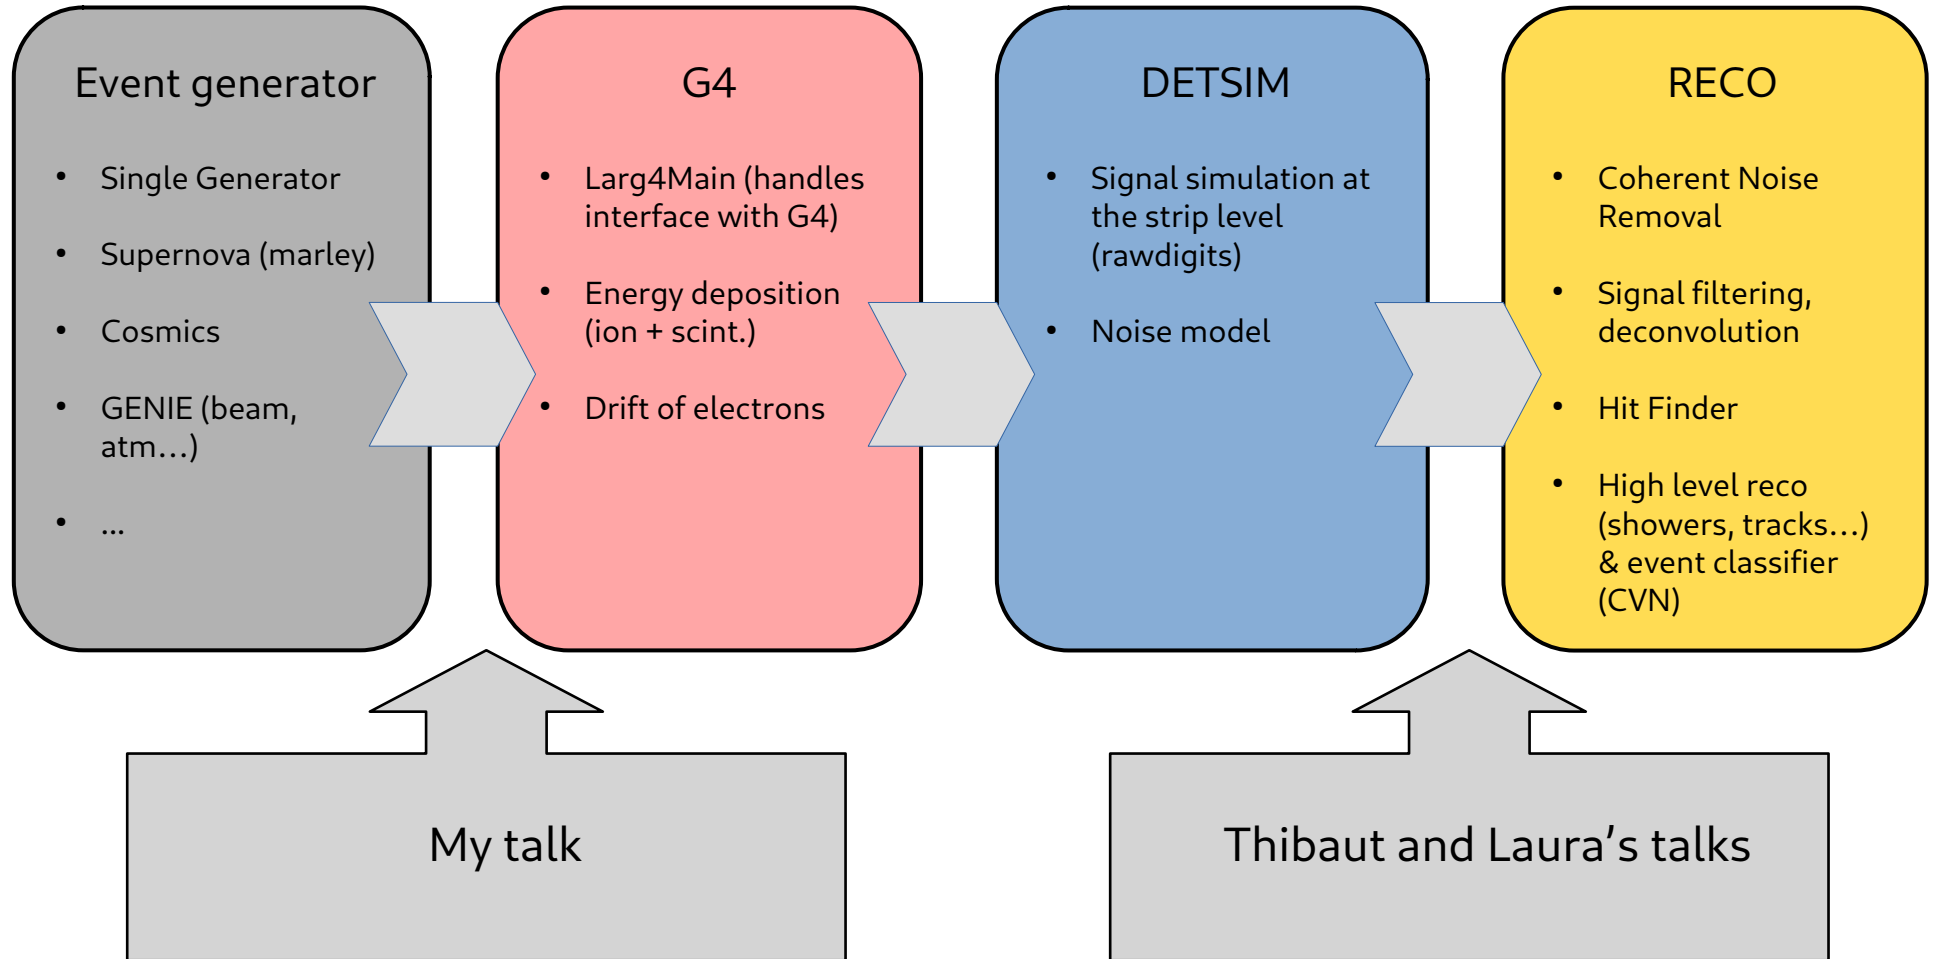 Event generator
• Single Generator
• Supernova (marley)
• Cosmics
• GENIE (beam,
atm...)
• ...
G4
• Larg4Main (handles
interface with G4)
• Energy deposition
(ion + scint.)
• Drift of electrons
DETSIM
• Signal simulation at
the strip level
(rawdigits)
• Noise model
RECO
• Coherent Noise
Removal
• Signal filtering,
deconvolution
• Hit Finder
• High level reco
(showers, tracks...)
& event classifier
(CVN)
My talk
Thibaut and Laura’s talks